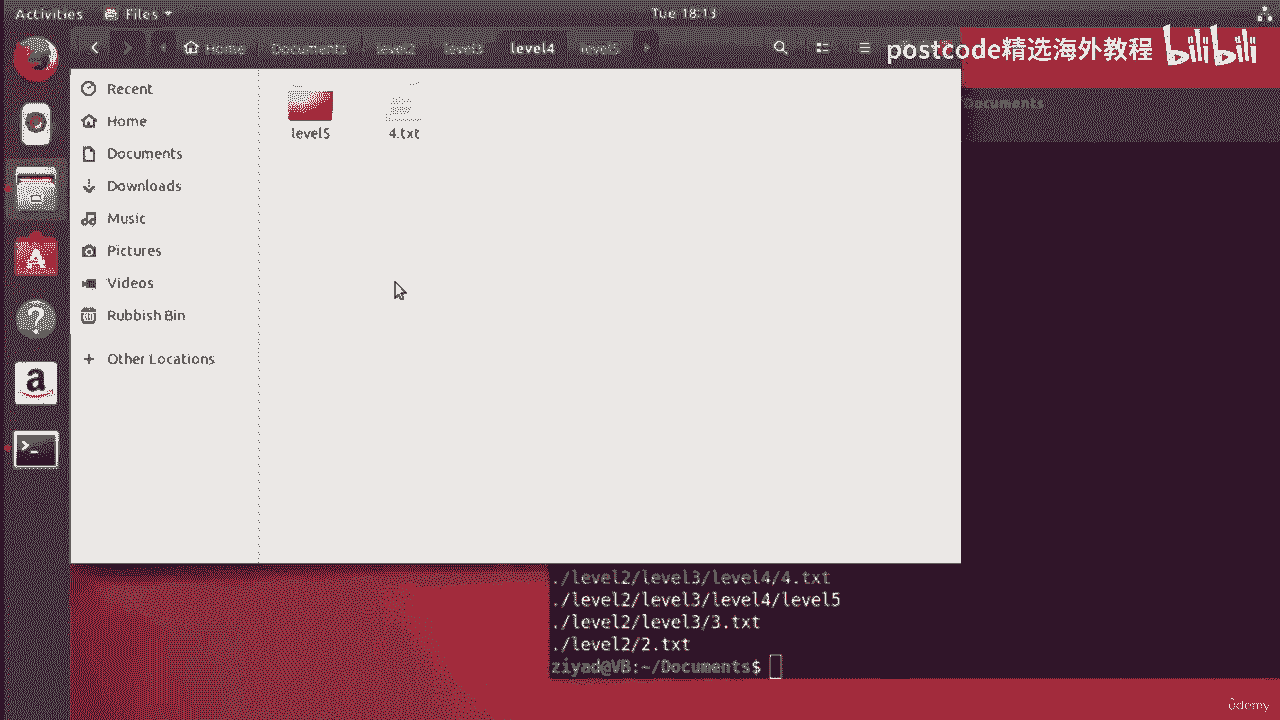 Activities Files Tue 18:13
Home Documents level2 level3 level4 level5
postcode精选海外教程 bilibili
Recent
Home
Documents
Downloads
Music
Pictures
Videos
Rubbish Bin
Other Locations
level5 4.txt
Documents
./level2/level3/level4/4.txt
./level2/level3/level4/level5
./level2/level3/3.txt
./level2/2.txt
ziyad@VB:~/Documents$
ûdemy